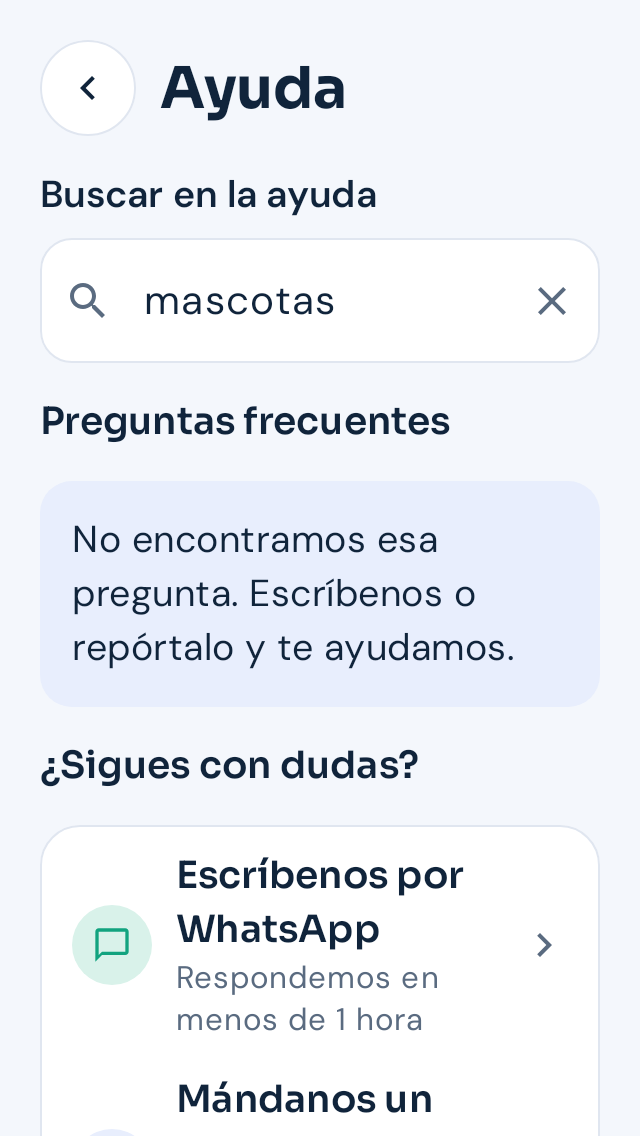 Ayuda
Buscar en la ayuda
mascotas
Preguntas frecuentes
No encontramos esa
pregunta. Escríbenos o
repórtalo y te ayudamos.
¿Sigues con dudas?
Escríbenos por
WhatsApp
Respondemos en
menos de 1 hora
Mándanos un